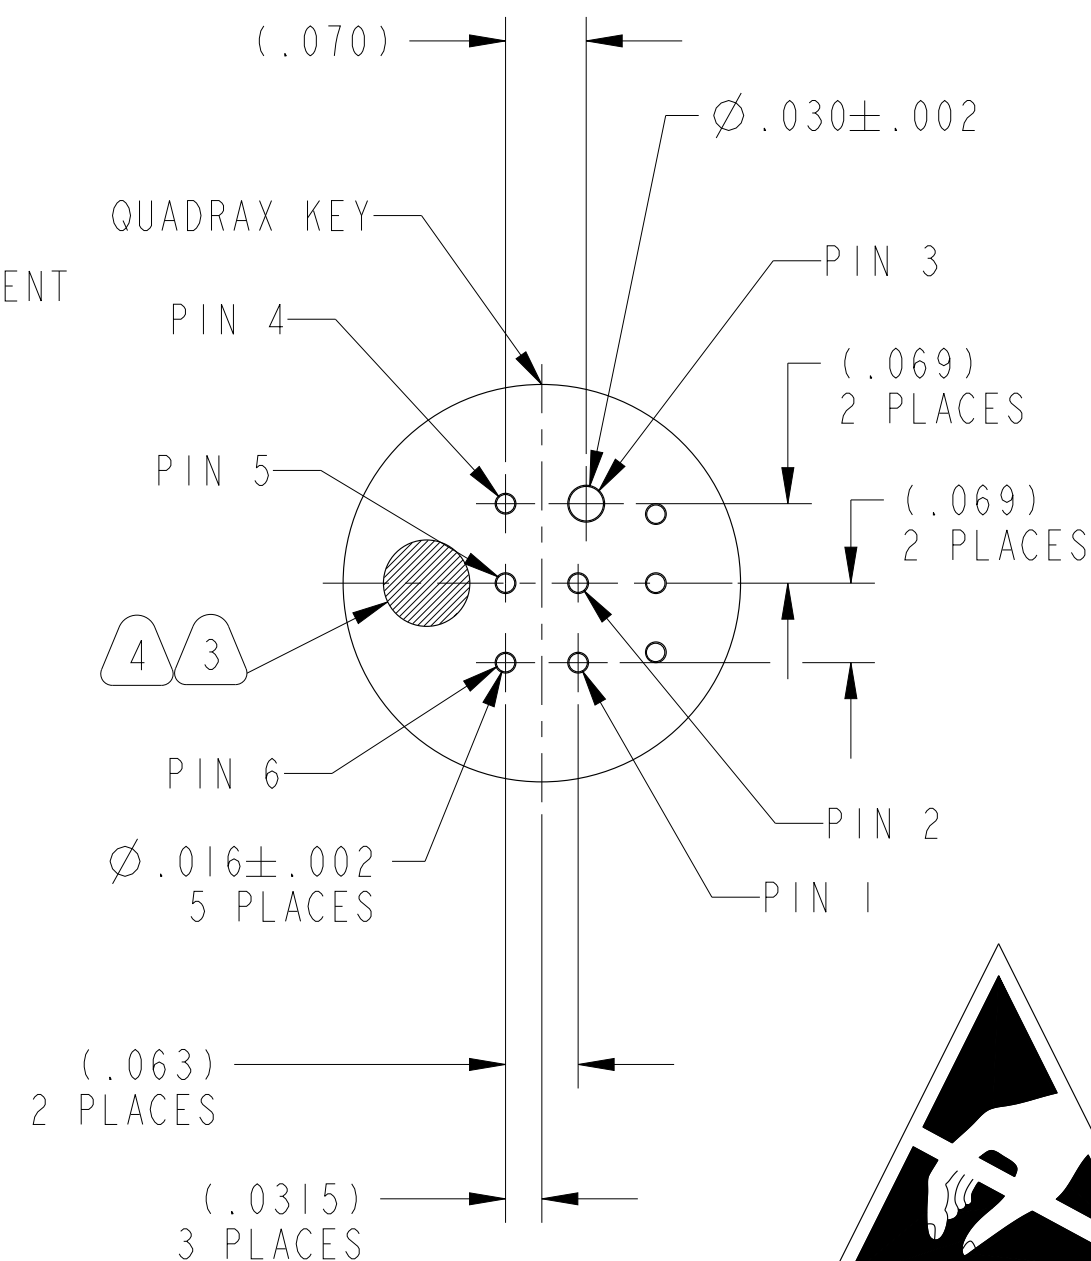 (.070)
Ø.030±.002
QUADRAX KEY
PIN 3
ENT
PIN 4
(.069)
2 PLACES
PIN 5
(.069)
2 PLACES
4
3
PIN 6
PIN 2
Ø.016±.002
5 PLACES
PIN 1
(.063)
2 PLACES
(.0315)
3 PLACES